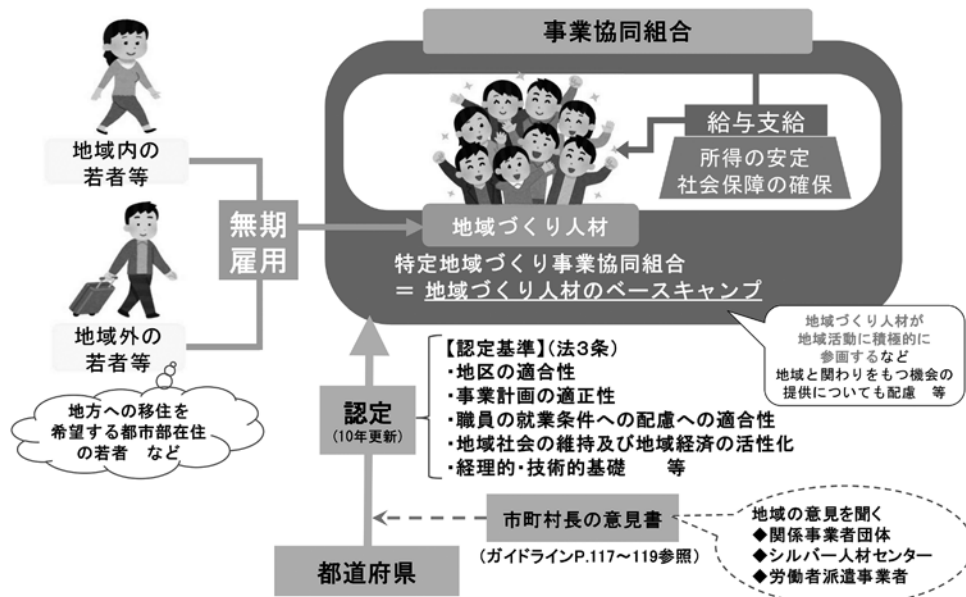 事業協同組合
給与支給
所得の安定
社会保障の確保
地域内の
若者等
地域づくり人材
無期
雇用
特定地域づくり事業協同組合
＝ 地域づくり人材のベースキャンプ
地域外の
若者等
地域づくり人材が
地域活動に積極的に
参画するなど
地域と関わりをもつ機会の
提供についても配慮　等
地方への移住を
希望する都市部在住
の若者　など
認定
(10年更新)
【認定基準】(法３条)
・地区の適合性
・事業計画の適正性
・職員の就業条件への配慮への適合性
・地域社会の維持及び地域経済の活性化
・経理的・技術的基礎　　等
市町村長の意見書
(ガイドラインP.117～119参照)
地域の意見を聞く
◆関係事業者団体
◆シルバー人材センター
◆労働者派遣事業者
都道府県